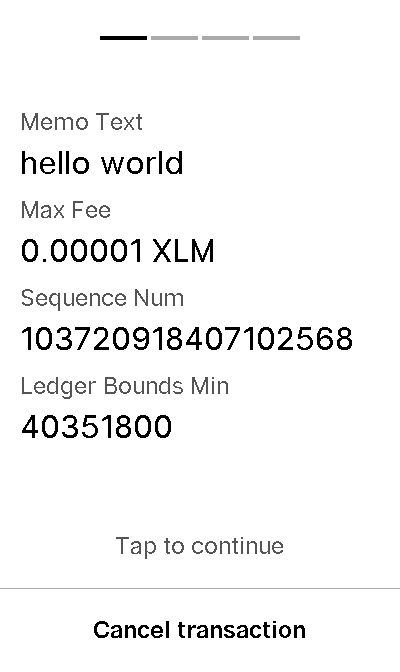 Memo Text
hello world
Max Fee
0.00001 XLM
Sequence Num
103720918407102568
Ledger Bounds Min
40351800
Tap to continue
Cancel transaction